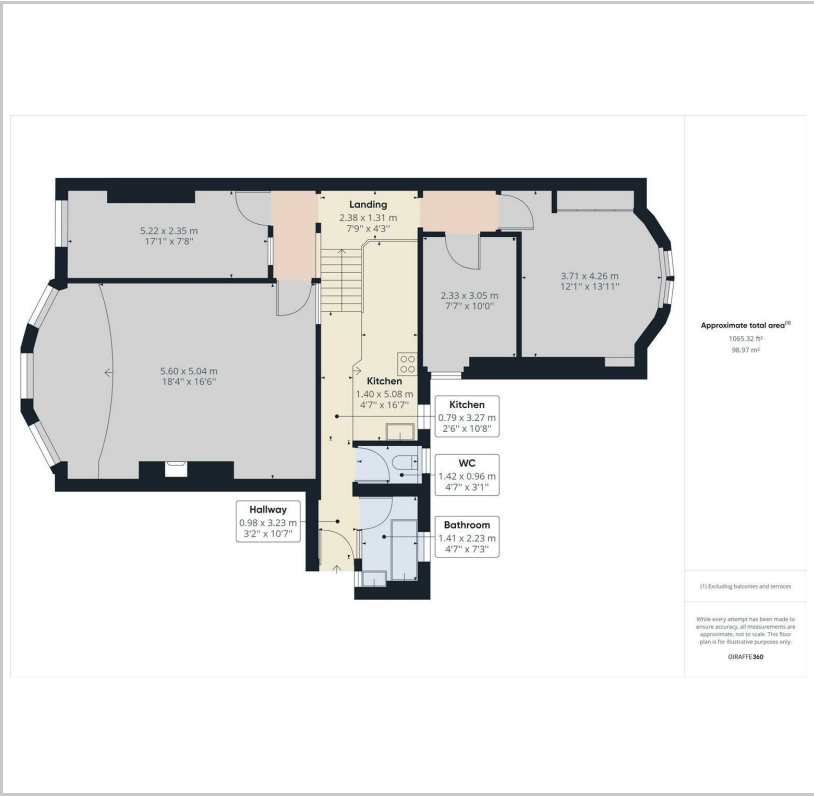 Landing
2.38 x 1.31 m
7'9" x 4'3"
5.22 x 2.35 m
17'1" x 7'8"
3.71 x 4.26 m
12'1" x 13'11"
2.33 x 3.05 m
7'7" x 10'0"
5.60 x 5.04 m
18'4" x 16'6"
Kitchen
1.40 x 5.08 m
4'7" x 16'7"
Kitchen
0.79 x 3.27 m
2'6" x 10'8"
WC
1.42 x 0.96 m
4'7" x 3'1"
Hallway
0.98 x 3.23 m
3'2" x 10'7"
Bathroom
1.41 x 2.23 m
4'7" x 7'3"
Approximate total area⁽¹⁾
1065.32 ft²
98.97 m²
(1) Excluding balconies and terraces
While every attempt has been made to
ensure accuracy, all measurements are
approximate, not to scale. This floor
plan is for illustrative purposes only.
GIRAFFE360